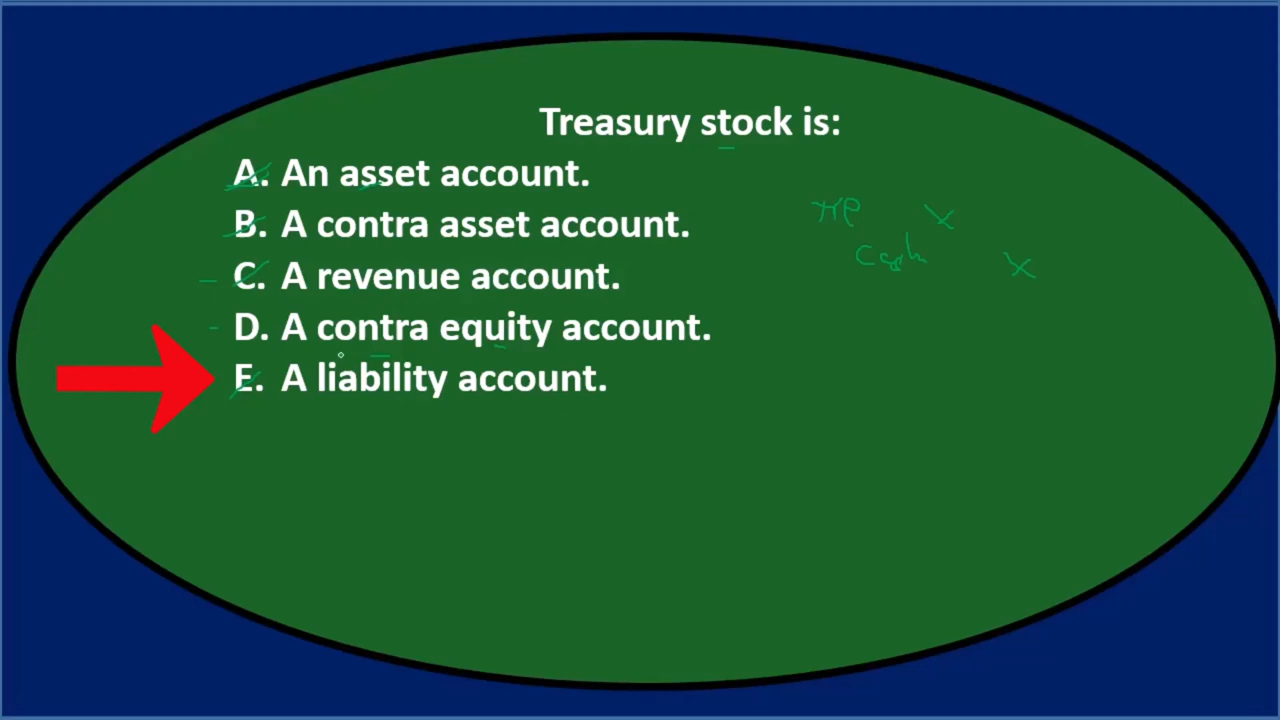 Treasury stock is:
A. An asset account.
B. A contra asset account.
C. A revenue account.
D. A contra equity account.
E. A liability account.
X
Cash X